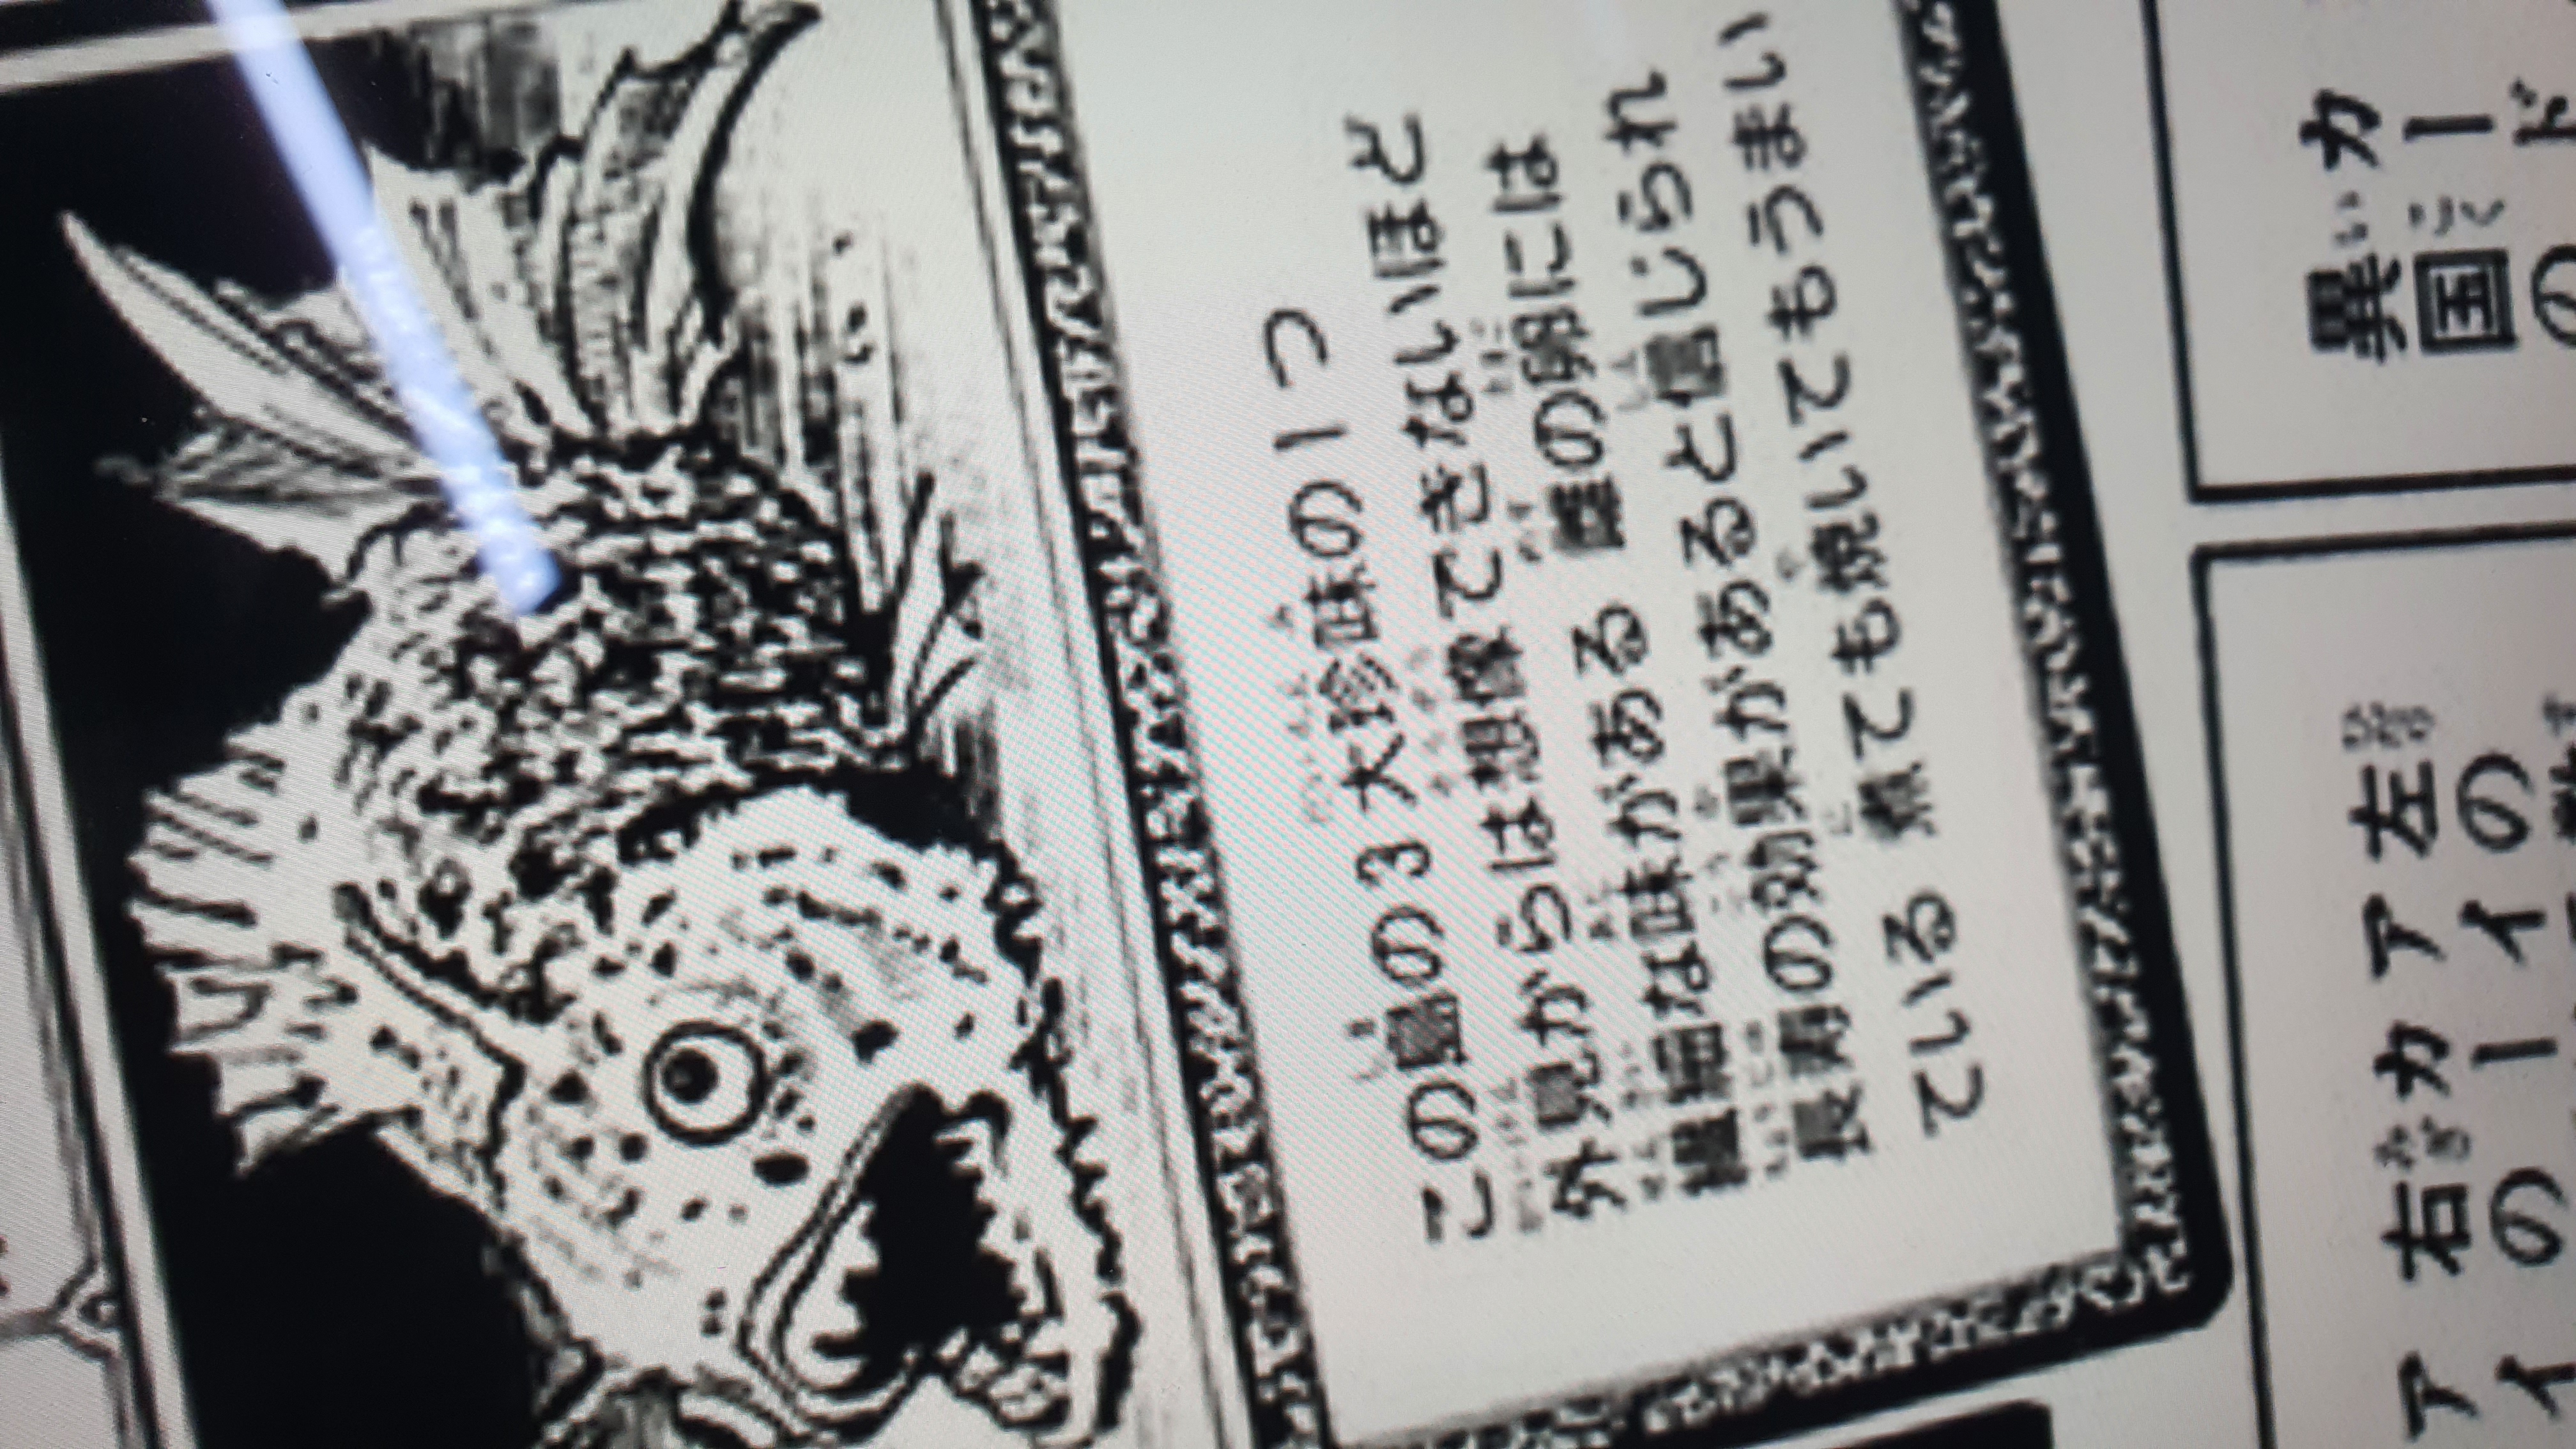 この島の3大珍味の1つ
外見からは想像できないほど
繊細な味がある 雌の卵には
長寿の効果があると信じられ
ている 煮ても焼いてもうまい
カード
異国の
左の数
アイ
カー
右の
アイ